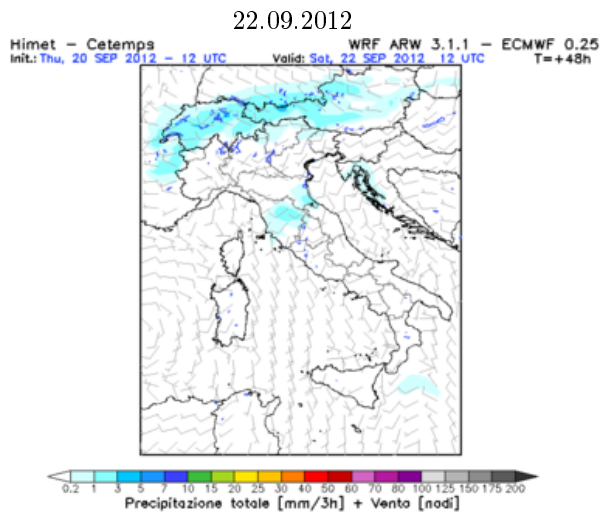 22.09.2012
Himet – Cetemps WRF ARW 3.1.1 – ECMWF 0.25
Init.: Thu, 20 SEP 2012 – 12 UTC Valid: Sat, 22 SEP 2012 12 UTC T=+48h
0.2 1 3 5 7 10 15 20 25 30 40 50 60 70 80 100 125 150 175 200
Precipitazione totale [mm/3h] + Vento [nodi]